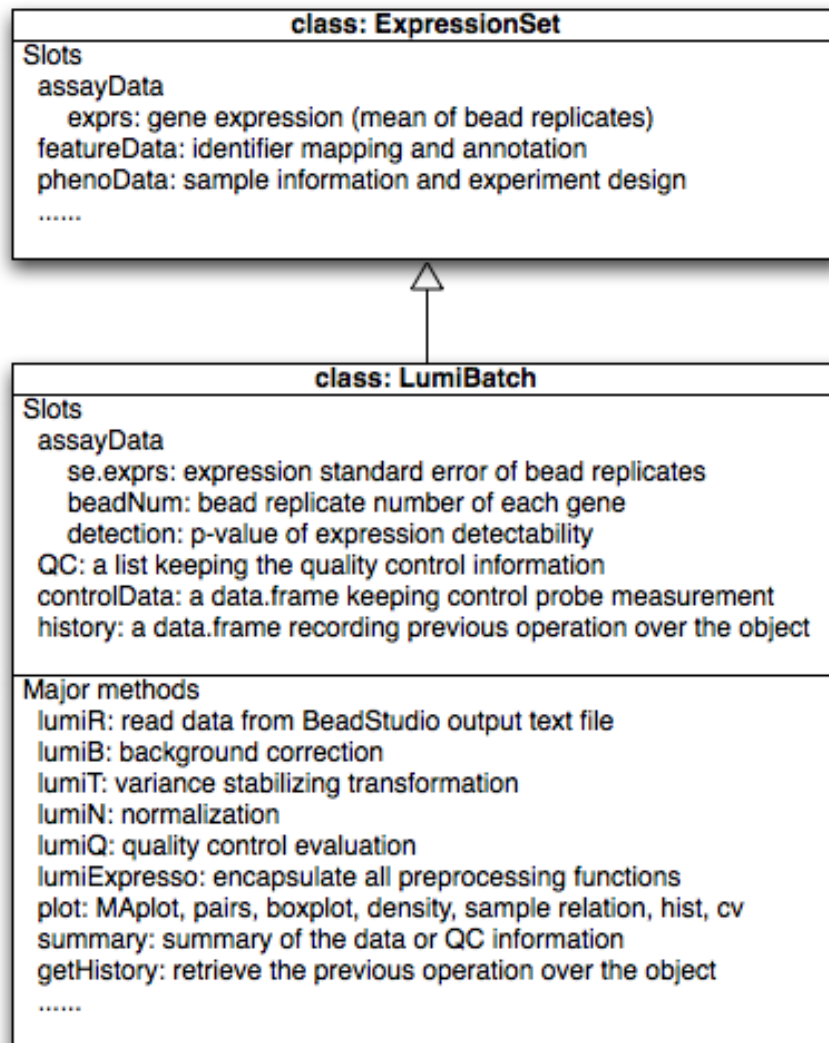 class: ExpressionSet
Slots
assayData
exprs: gene expression (mean of bead replicates)
featureData: identifier mapping and annotation
phenoData: sample information and experiment design
......
class: LumiBatch
Slots
assayData
se.exprs: expression standard error of bead replicates
beadNum: bead replicate number of each gene
detection: p-value of expression detectability
QC: a list keeping the quality control information
controlData: a data.frame keeping control probe measurement
history: a data.frame recording previous operation over the object
Major methods
lumiR: read data from BeadStudio output text file
lumiB: background correction
lumiT: variance stabilizing transformation
lumiN: normalization
lumiQ: quality control evaluation
lumiExpresso: encapsulate all preprocessing functions
plot: MAplot, pairs, boxplot, density, sample relation, hist, cv
summary: summary of the data or QC information
getHistory: retrieve the previous operation over the object
......